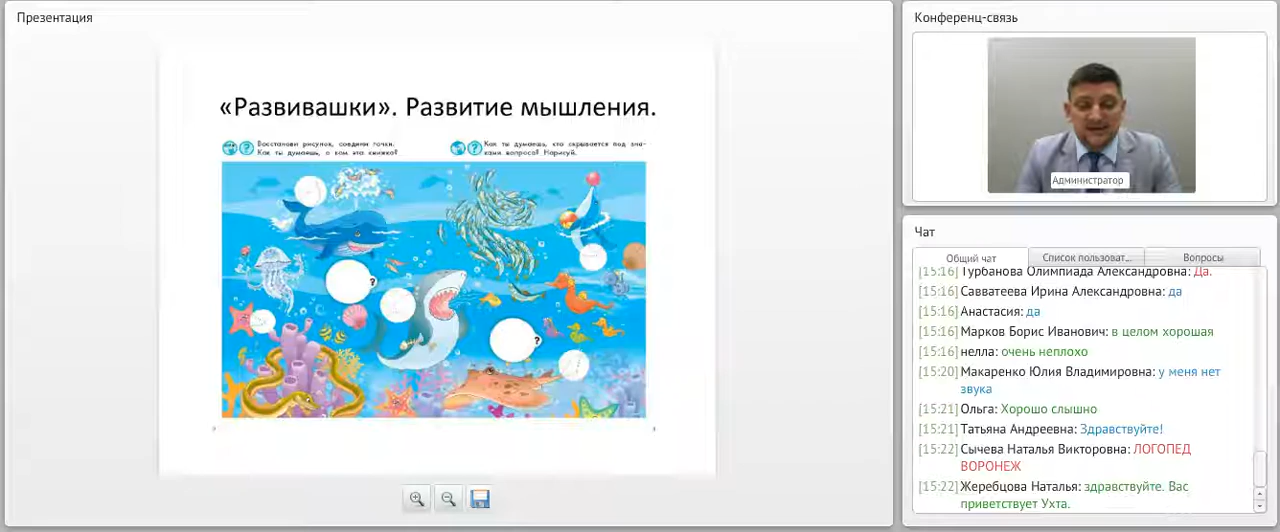 Презентация
«Развивашки». Развитие мышления.
Восстанови рисунок, соедини точки.
Как ты думаешь, о ком эта книжка?
Как ты думаешь, кто скрывается под зна-
ками вопроса? Нарисуй.
?
?
Конференц-связь
Администратор
Чат
Общий чат
Список пользоват...
Вопросы
[15:16] Турбанова Олимпиада Александровна: Да.
[15:16] Савватеева Ирина Александровна: да
[15:16] Анастасия: да
[15:16] Марков Борис Иванович: в целом хорошая
[15:16] нелла: очень неплохо
[15:20] Макаренко Юлия Владимировна: у меня нет
звука
[15:21] Ольга: Хорошо слышно
[15:21] Татьяна Андреевна: Здравствуйте!
[15:22] Сычева Наталья Викторовна: ЛОГОПЕД
ВОРОНЕЖ
[15:22] Жеребцова Наталья: здравствуйте. Вас
приветствует Ухта.